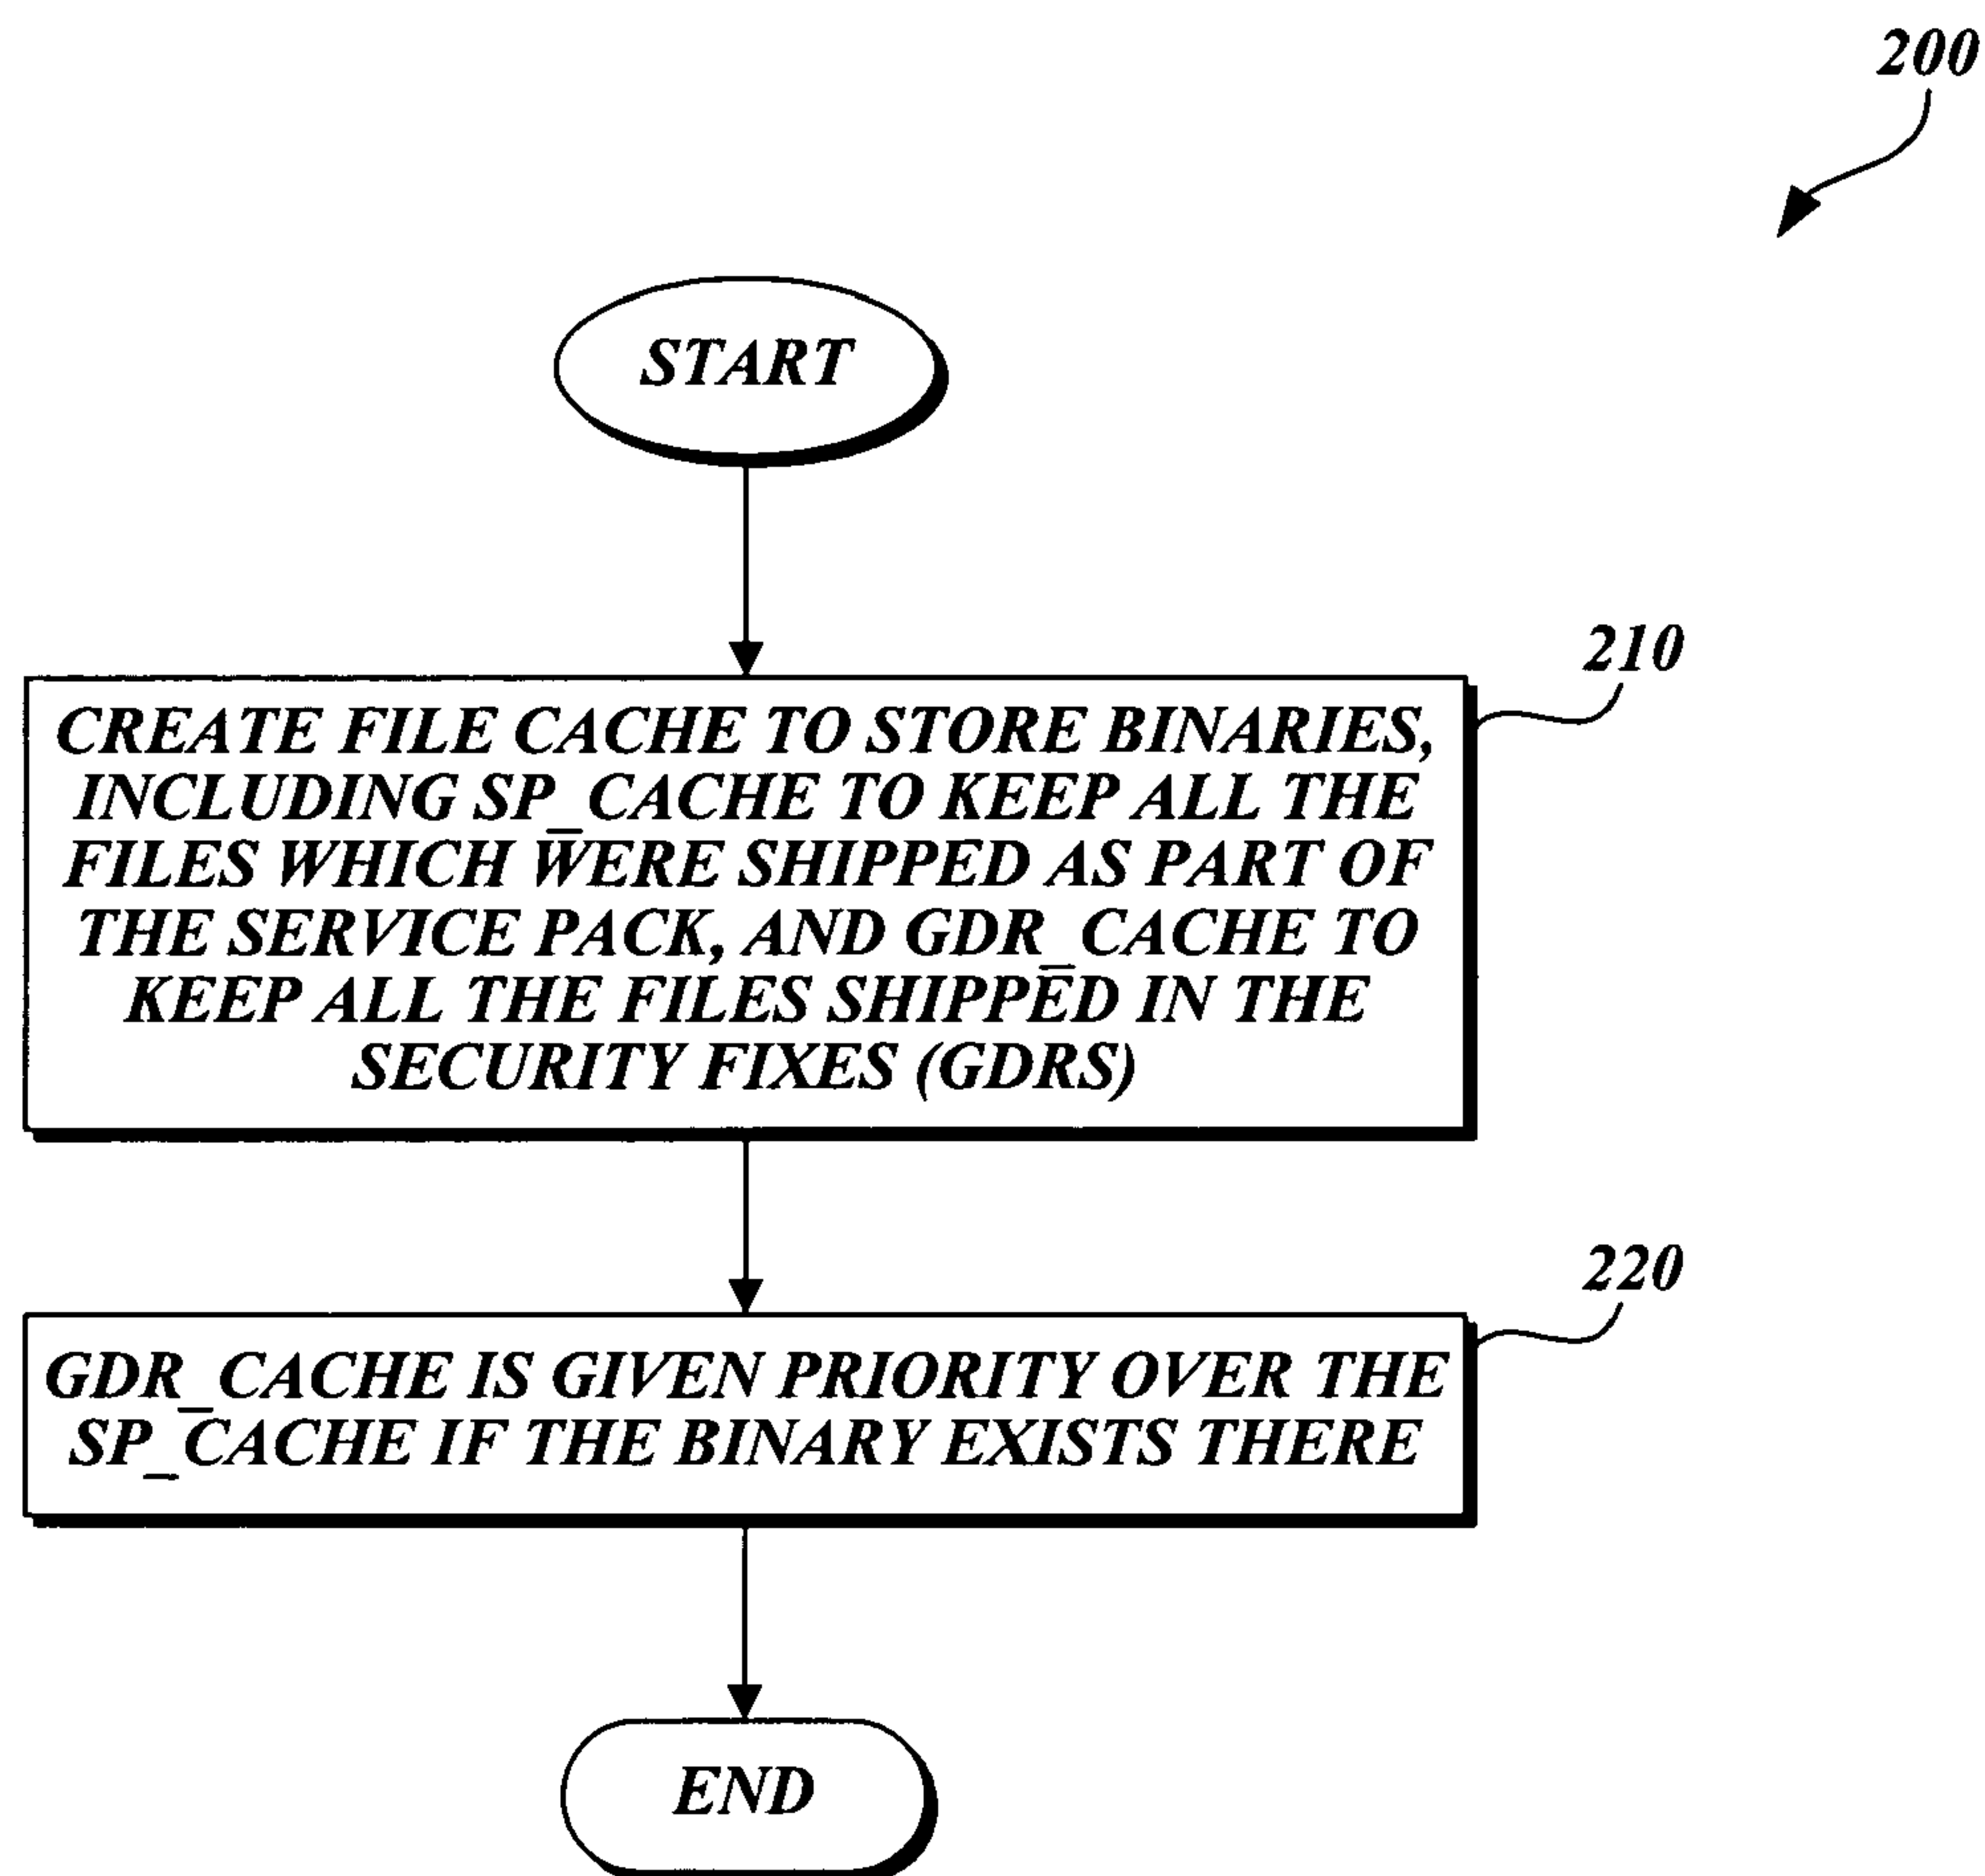 200
START
210
CREATE FILE CACHE TO STORE BINARIES,
INCLUDING SP_CACHE TO KEEP ALL THE
FILES WHICH WERE SHIPPED AS PART OF
THE SERVICE PACK, AND GDR_CACHE TO
KEEP ALL THE FILES SHIPPED IN THE
SECURITY FIXES (GDRS)
220
GDR_CACHE IS GIVEN PRIORITY OVER THE
SP_CACHE IF THE BINARY EXISTS THERE
END